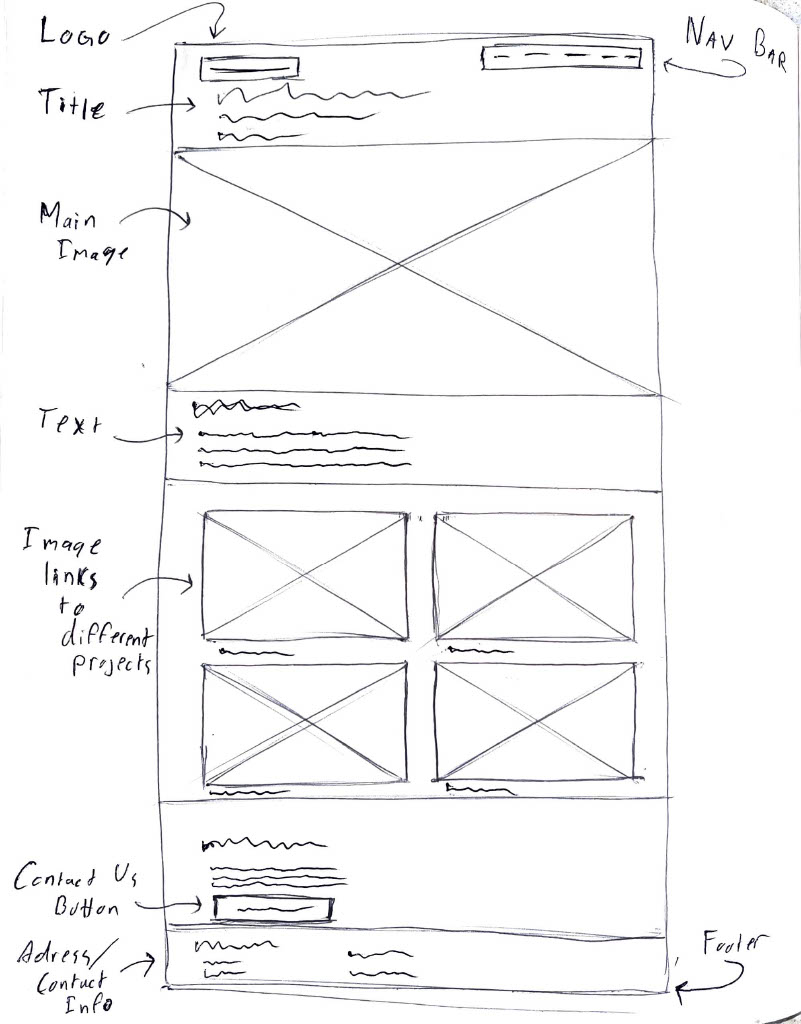 Logo
NAV BAR
Title
Main
Image
Text
Image
links
to
different
projects
Contact Us
Button
Adress/
Contact
Info
Footer